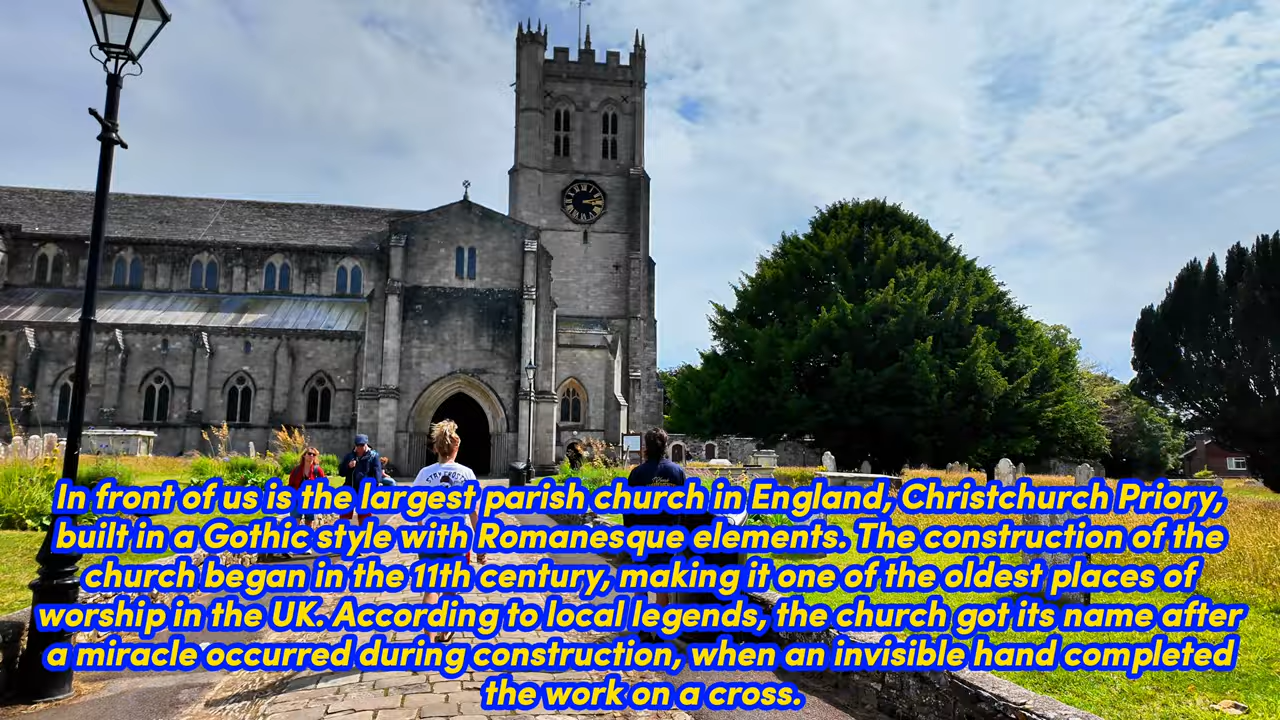 In front of us is the largest parish church in England, Christchurch Priory,
built in a Gothic style with Romanesque elements. The construction of the
church began in the 11th century, making it one of the oldest places of
worship in the UK. According to local legends, the church got its name after
a miracle occurred during construction, when an invisible hand completed
the work on a cross.